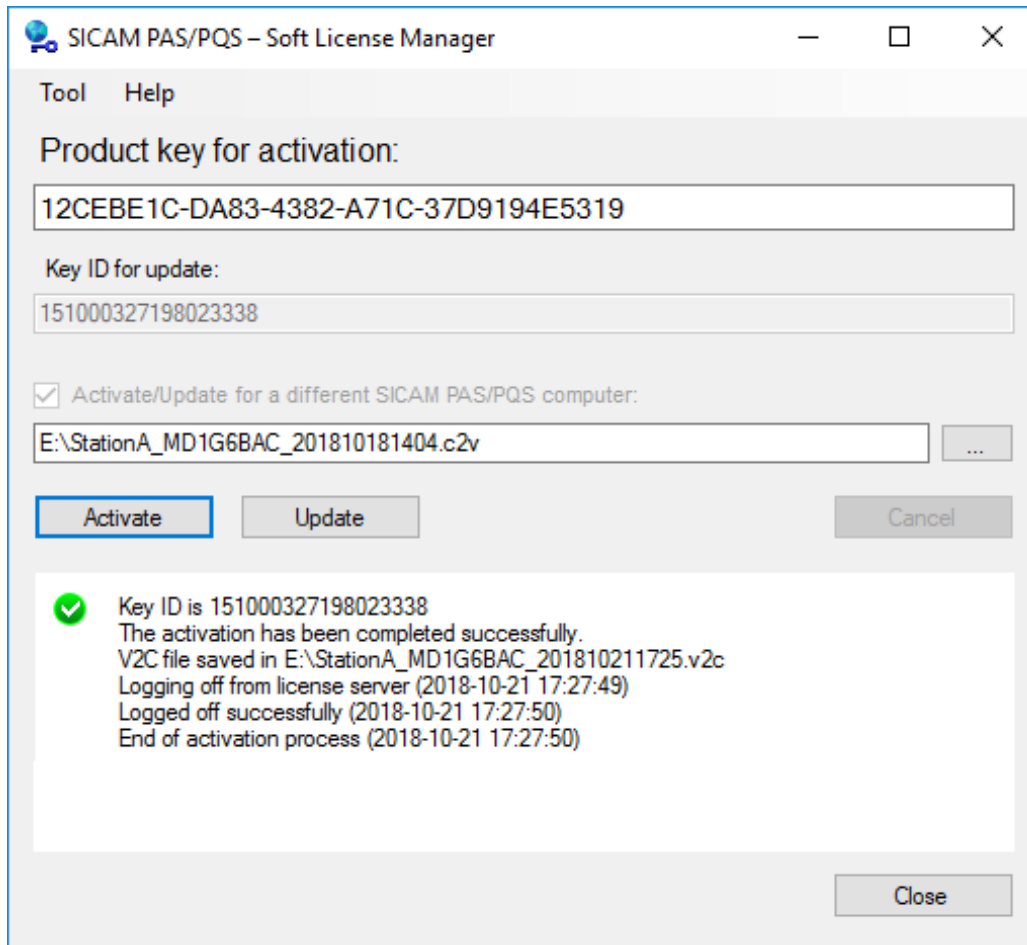 SICAM PAS/PQS – Soft License Manager
Tool Help
Product key for activation:
12CEBE1C-DA83-4382-A71C-37D9194E5319
Key ID for update:
151000327198023338
Activate/Update for a different SICAM PAS/PQS computer:
E:\StationA_MD1G6BAC_201810181404.c2v
...
Activate Update Cancel
Key ID is 151000327198023338
The activation has been completed successfully.
V2C file saved in E:\StationA_MD1G6BAC_201810211725.v2c
Logging off from license server (2018-10-21 17:27:49)
Logged off successfully (2018-10-21 17:27:50)
End of activation process (2018-10-21 17:27:50)
Close